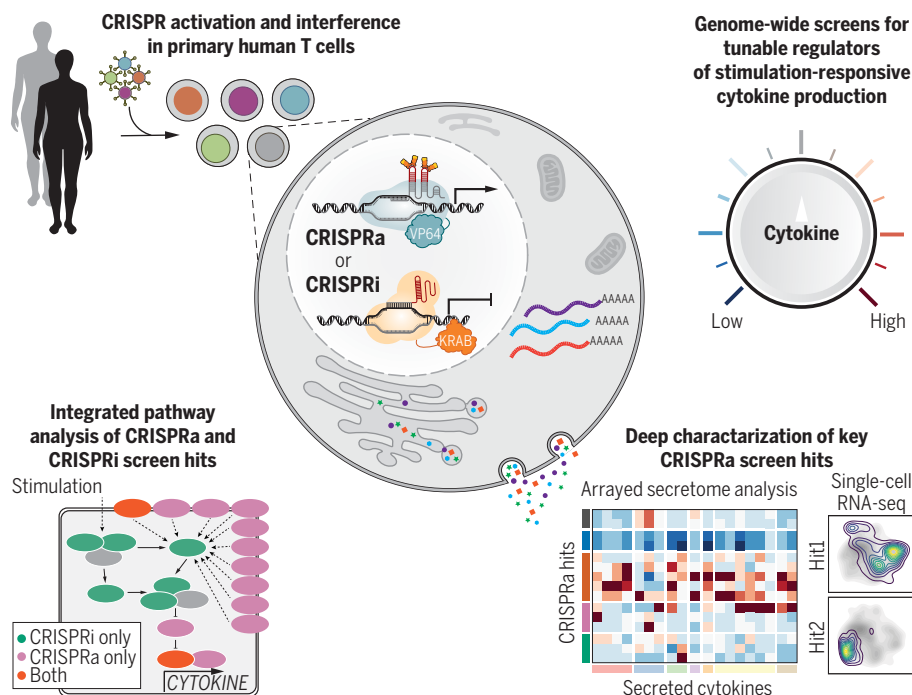 CRISPR activation and interference
in primary human T cells
Genome-wide screens for
tunable regulators
of stimulation-responsive
cytokine production
VP64
CRISPRa
or
CRISPRi
KRAB
AAAAA
AAAAA
AAAAA
Cytokine
Low
High
Integrated pathway
analysis of CRISPRa and
CRISPRi screen hits
Stimulation
CRISPRi only
CRISPRa only
Both
CYTOKINE
Deep charactarization of key
CRISPRa screen hits
Arrayed secretome analysis
CRISPRa hits
Secreted cytokines
Single-cell
RNA-seq
Hit1
Hit2